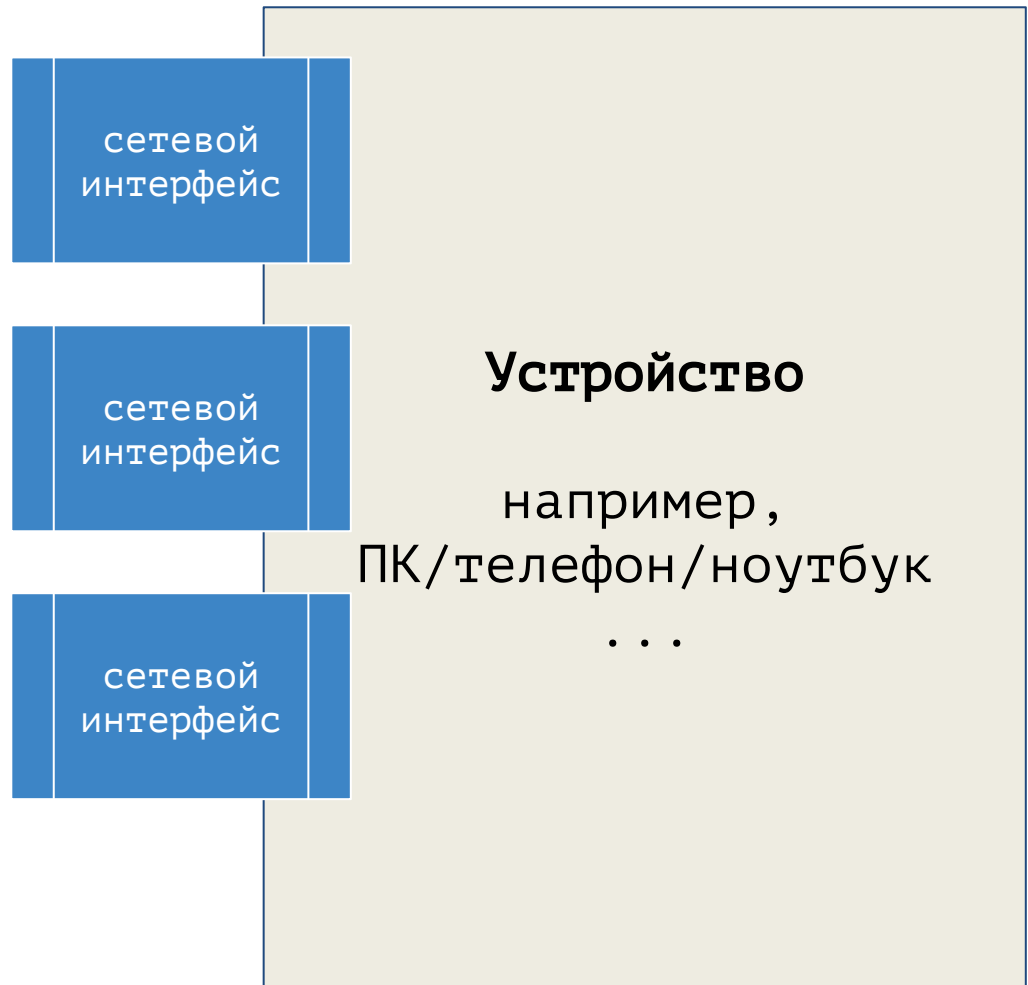 сетевой
интерфейс
сетевой
интерфейс
сетевой
интерфейс
Устройство
например,
ПК/телефон/ноутбук
...